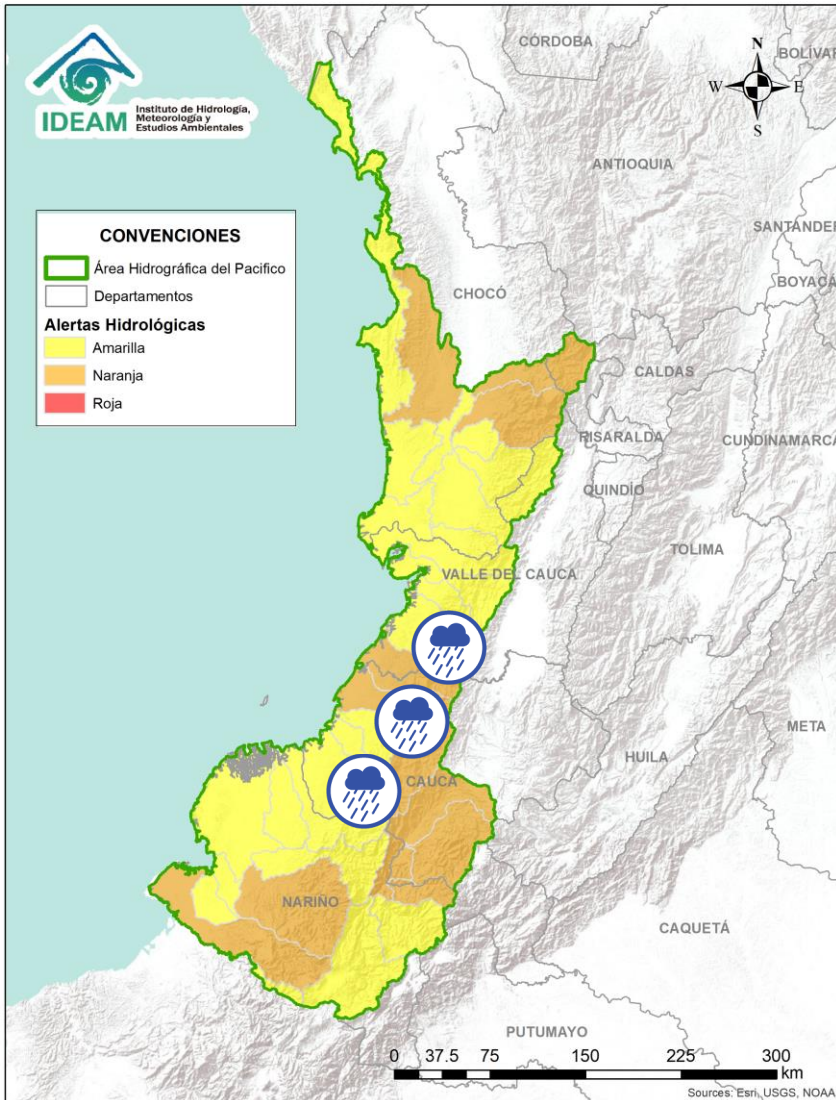 IDEAM
Instituto de Hidrología,
Meteorología y
Estudios Ambientales
CONVENCIONES
Área Hidrográfica del Pacifico
Departamentos
Alertas Hidrológicas
Amarilla
Naranja
Roja
N
W
E
S
CÓRDOBA
BOLÍVAR
ANTIOQUIA
SANTANDER
BOYACÁ
CHOCÓ
CALDAS
RISARALDA
CUNDINAMARCA
QUINDÍO
TOLIMA
VALLE DEL CAUCA
META
HUILA
CAUCA
NARIÑO
CAQUETÁ
PUTUMAYO
0 37.5 75 150 225 300
km
Sources: Esri, USGS, NOAA